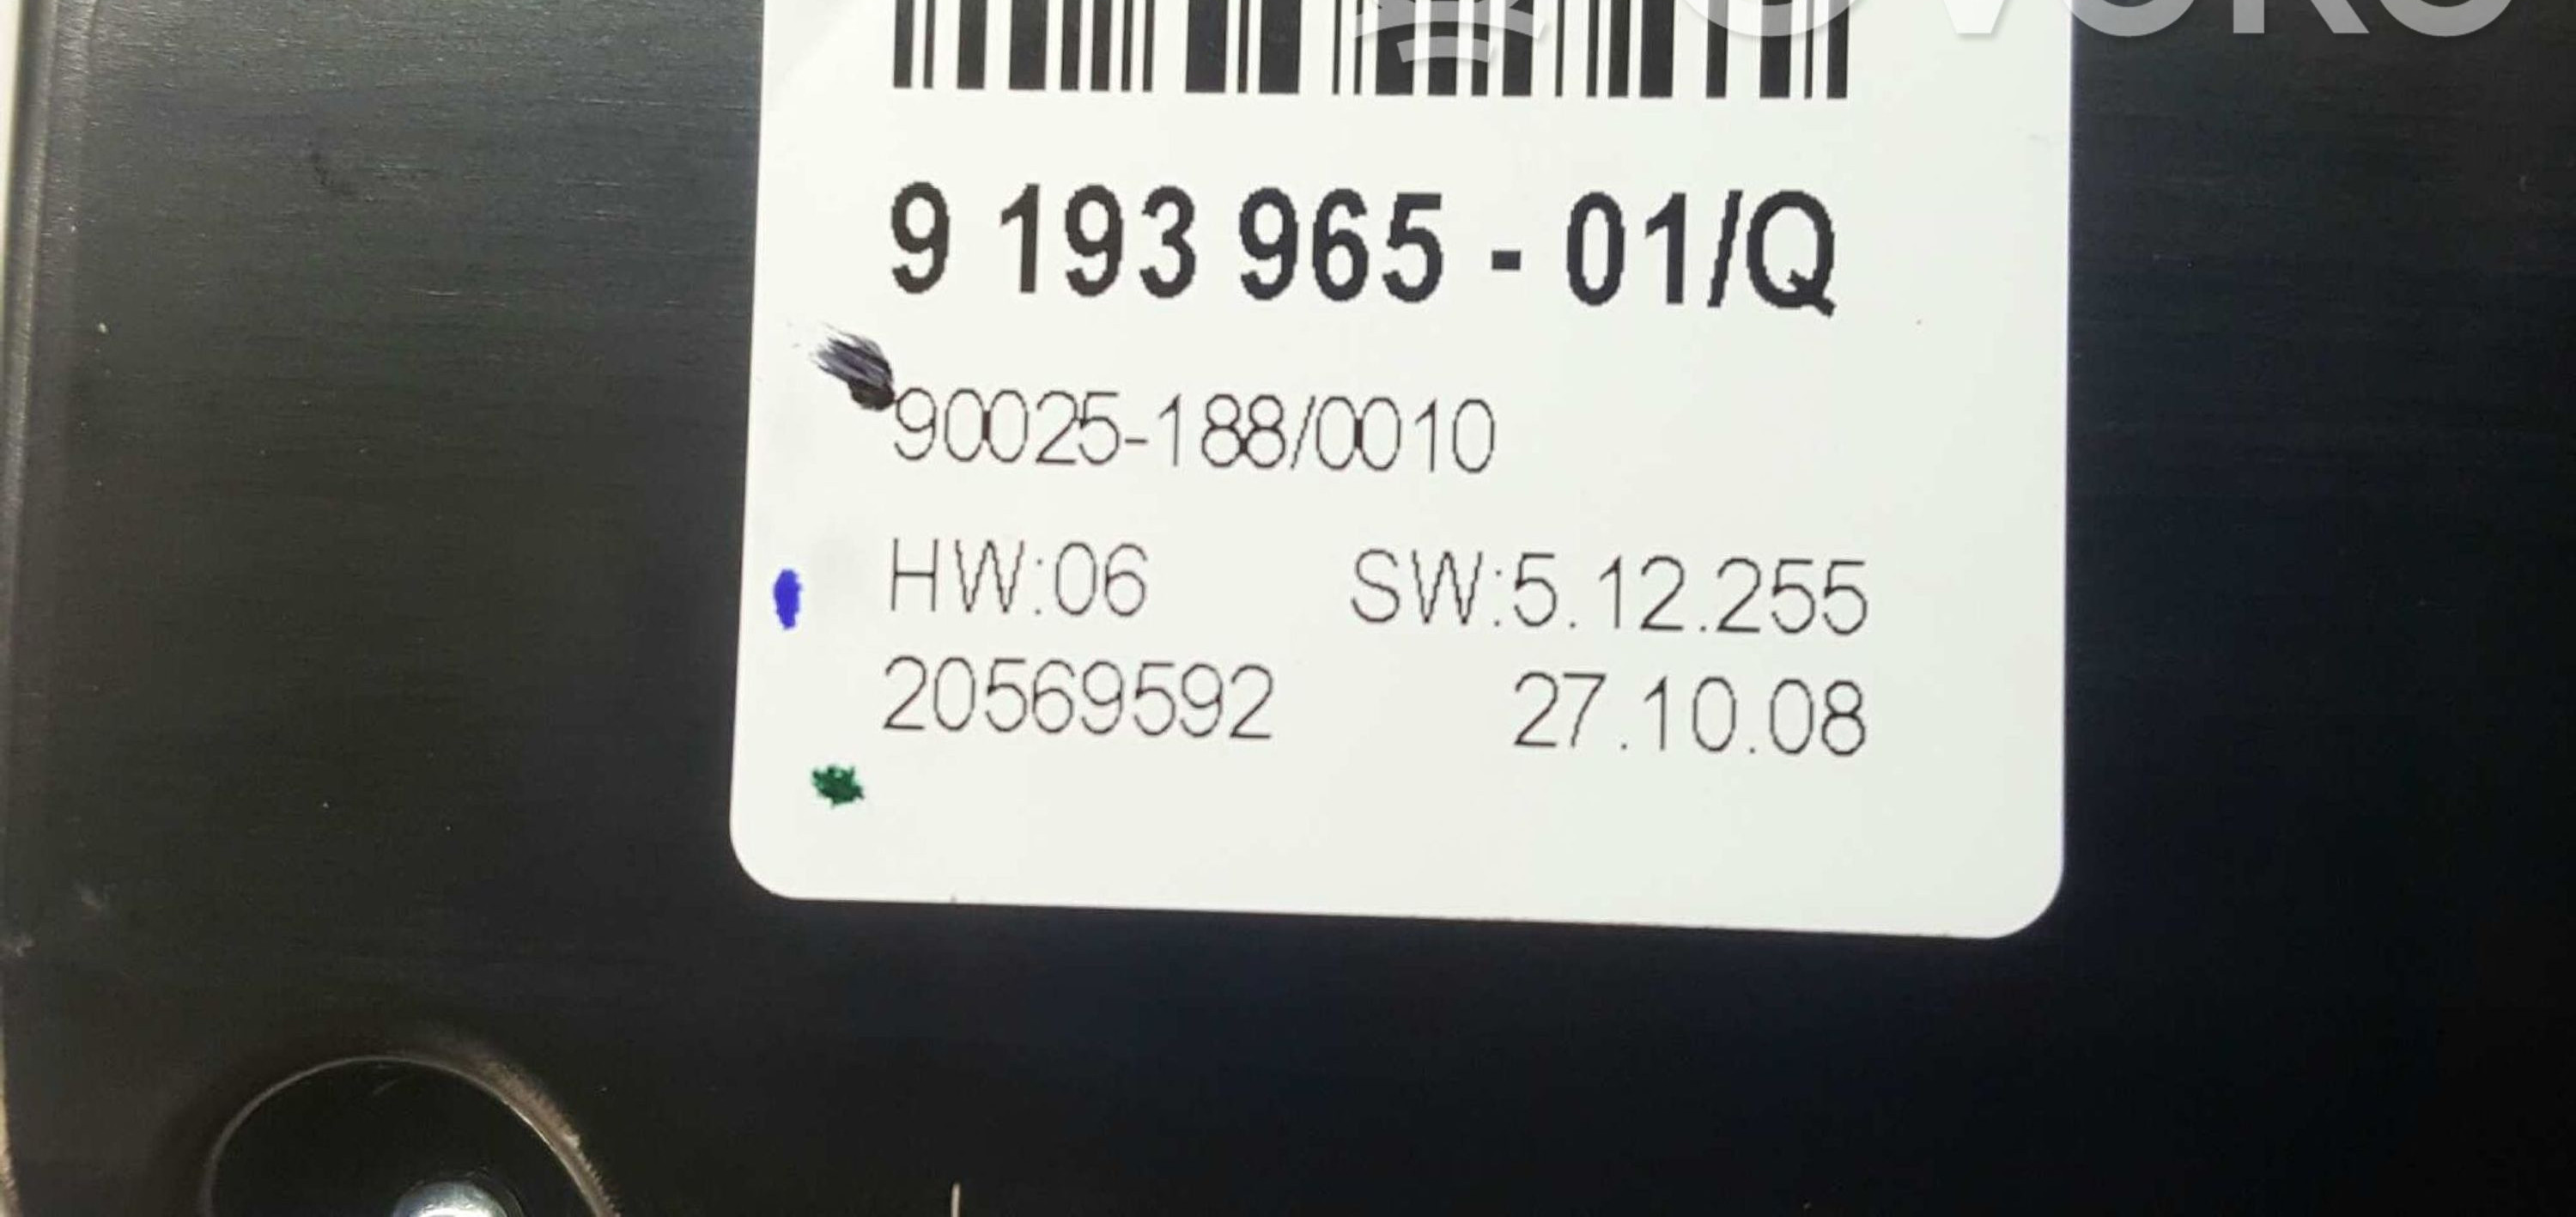 9 193 965 - 01/Q
90025-188/0010
HW:06 SW:5.12.255
20569592 27.10.08